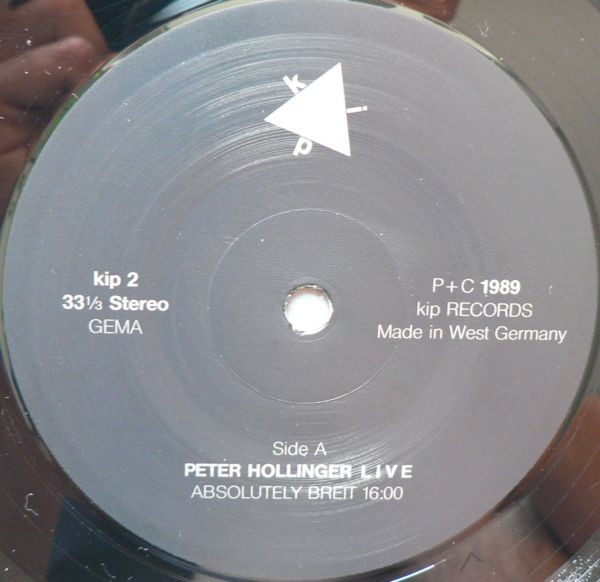 k
i
p
kip 2
33⅓ Stereo
GEMA
P+C 1989
kip RECORDS
Made in West Germany
Side A
PETER HOLLINGER LIVE
ABSOLUTELY BREIT 16:00